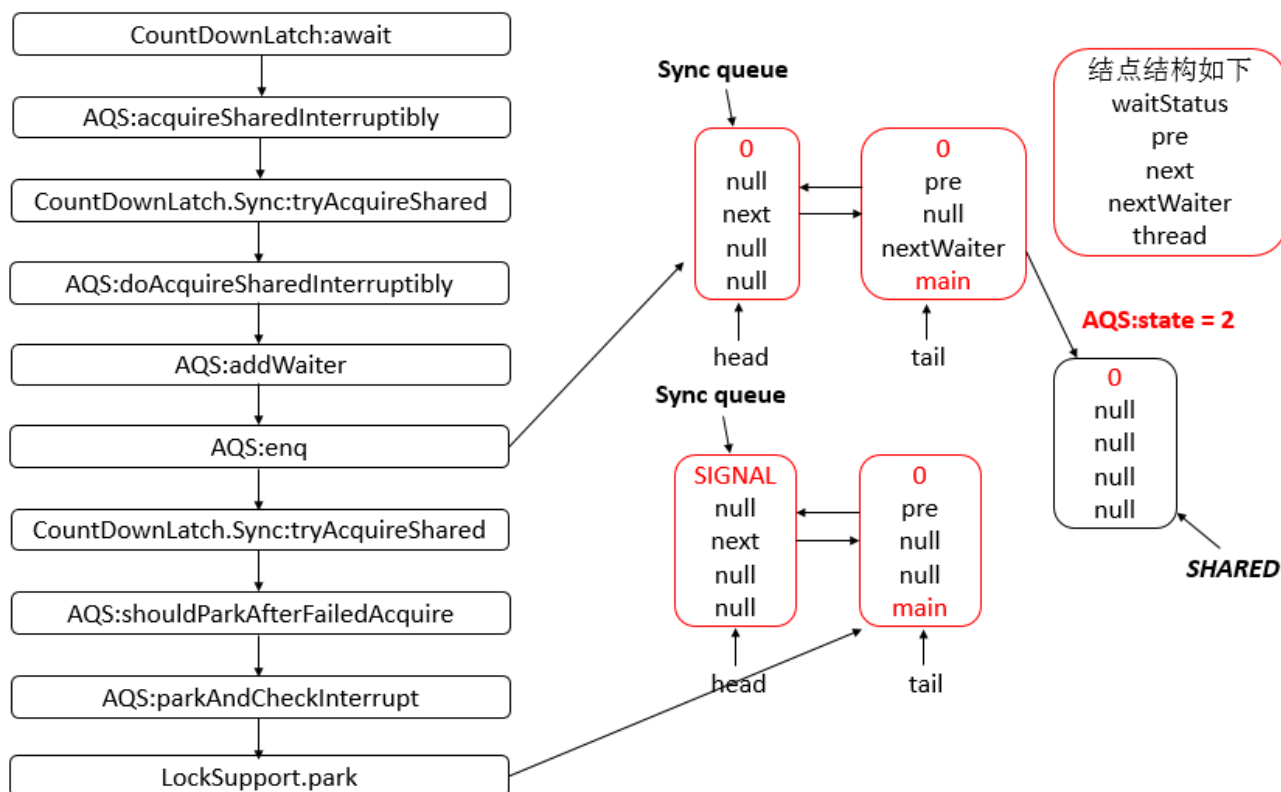 CountDownLatch:await
AQS:acquireSharedInterruptibly
CountDownLatch.Sync:tryAcquireShared
AQS:doAcquireSharedInterruptibly
AQS:addWaiter
AQS:enq
CountDownLatch.Sync:tryAcquireShared
AQS:shouldParkAfterFailedAcquire
AQS:parkAndCheckInterrupt
LockSupport.park
Sync queue
0
null
next
null
null
head
0
pre
null
nextWaiter
main
tail
Sync queue
SIGNAL
null
next
null
null
head
0
pre
null
null
main
tail
结点结构如下
waitStatus
pre
next
nextWaiter
thread
AQS:state = 2
0
null
null
null
null
SHARED